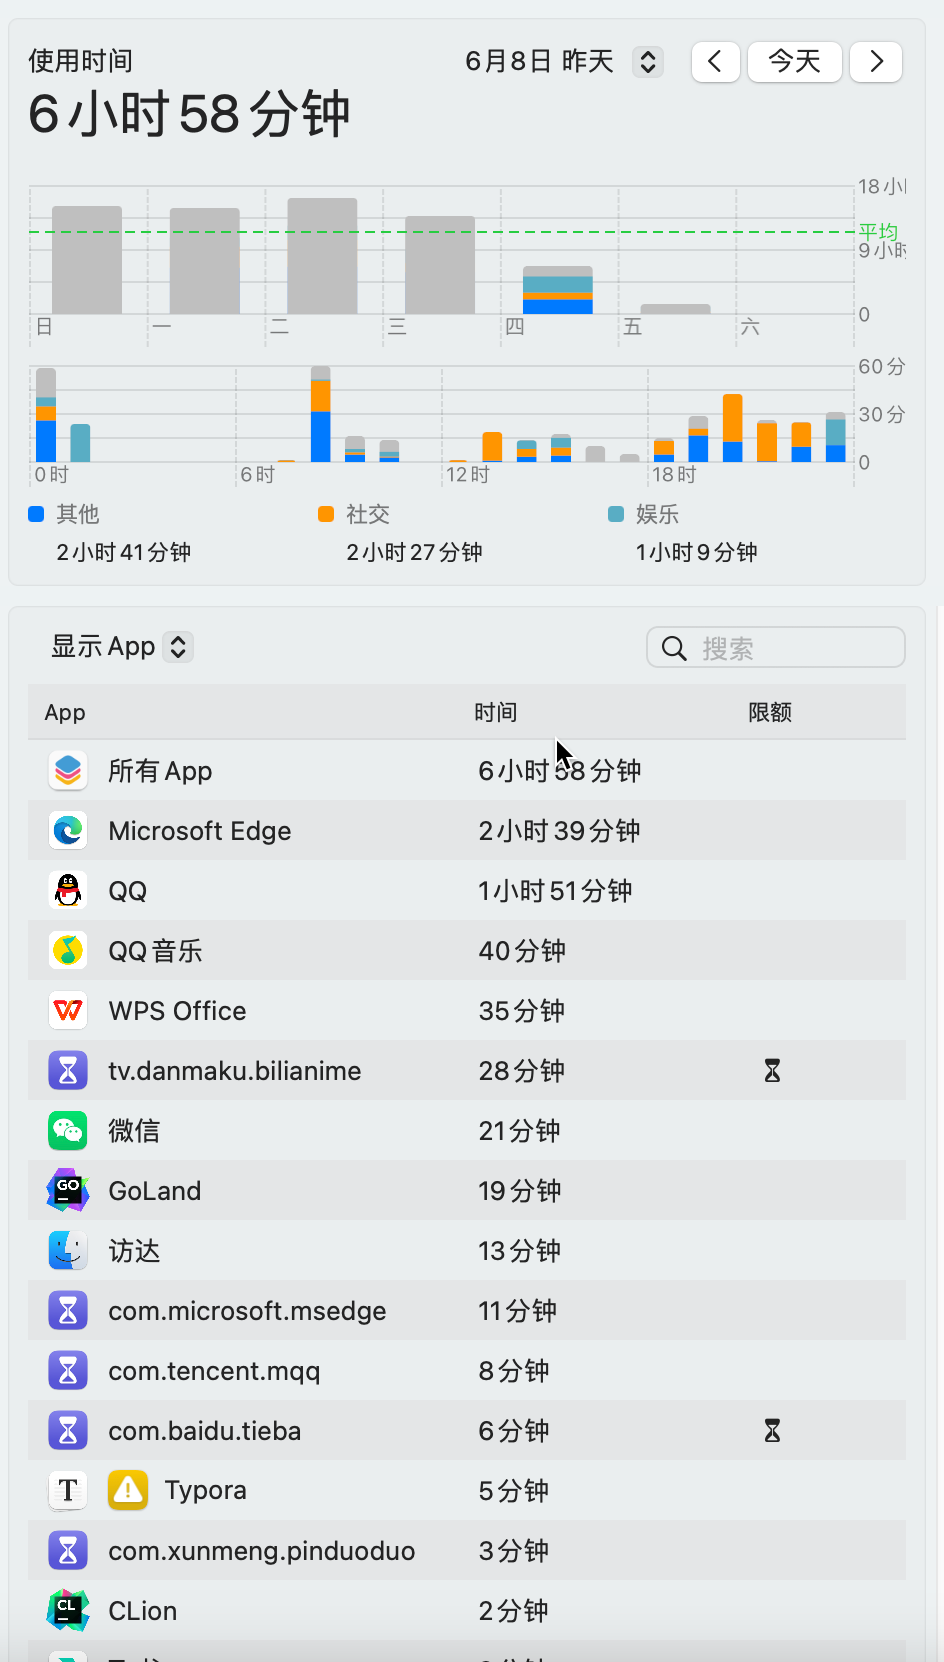 使用时间
6月8日 昨天
今天
6小时58分钟
18小
平均
9小时
0
日 一 二 三 四 五 六
60分
30分
0
0时 6时 12时 18时
其他 社交 娱乐
2小时41分钟 2小时27分钟 1小时9分钟
显示 App
搜索
App 时间 限额
所有 App 6小时58分钟
Microsoft Edge 2小时39分钟
QQ 1小时51分钟
QQ音乐 40分钟
WPS Office 35分钟
tv.danmaku.bilianime 28分钟
微信 21分钟
GoLand 19分钟
访达 13分钟
com.microsoft.msedge 11分钟
com.tencent.mqq 8分钟
com.baidu.tieba 6分钟
Typora 5分钟
com.xunmeng.pinduoduo 3分钟
CLion 2分钟